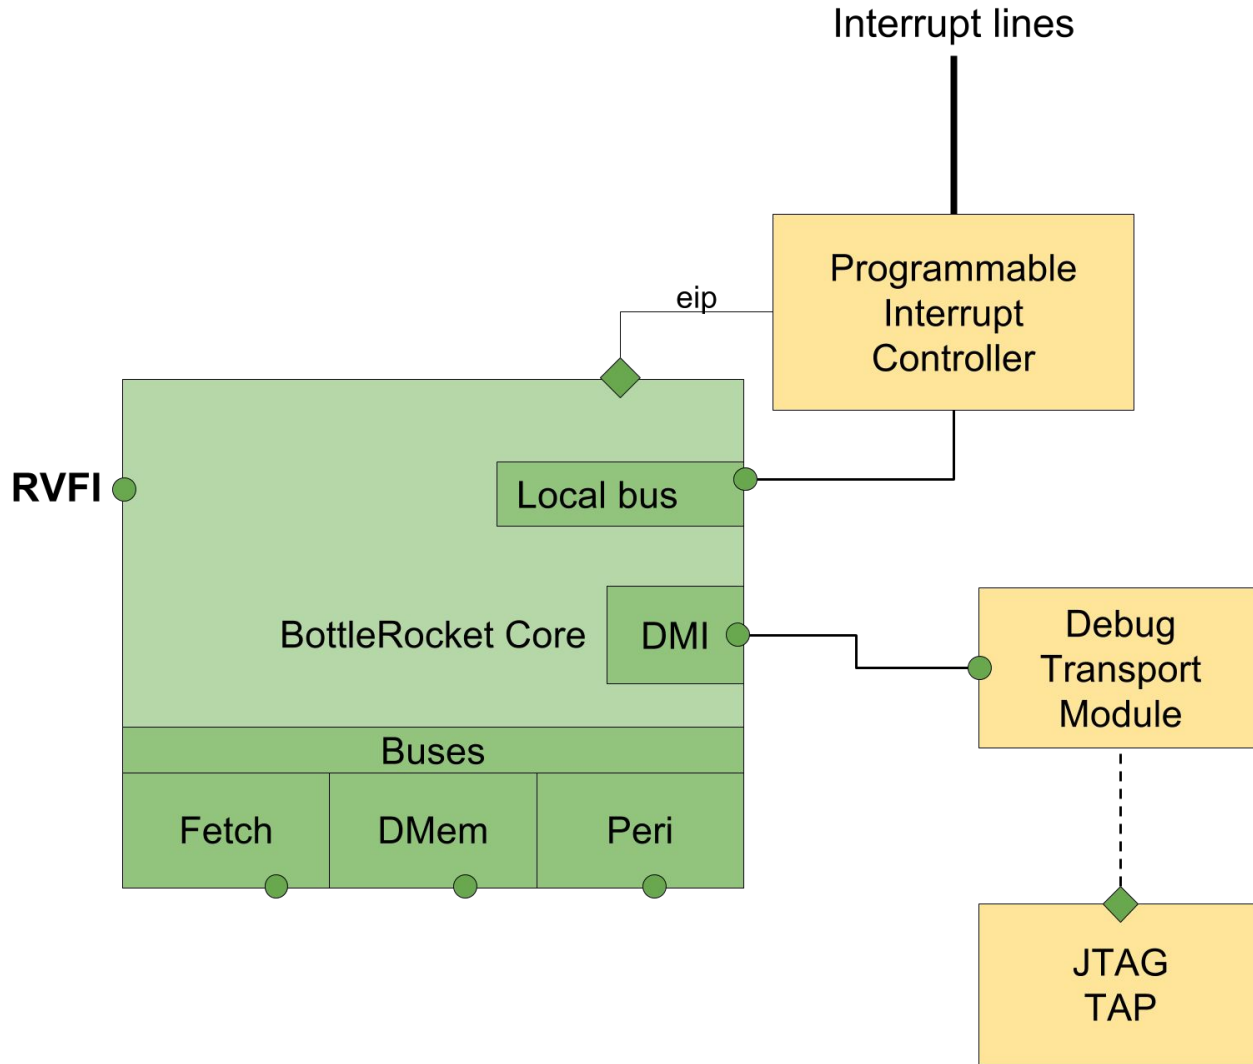 Interrupt lines
Programmable
Interrupt
Controller
eip
RVFI
Local bus
BottleRocket Core
DMI
Debug
Transport
Module
Buses
Fetch
DMem
Peri
JTAG
TAP